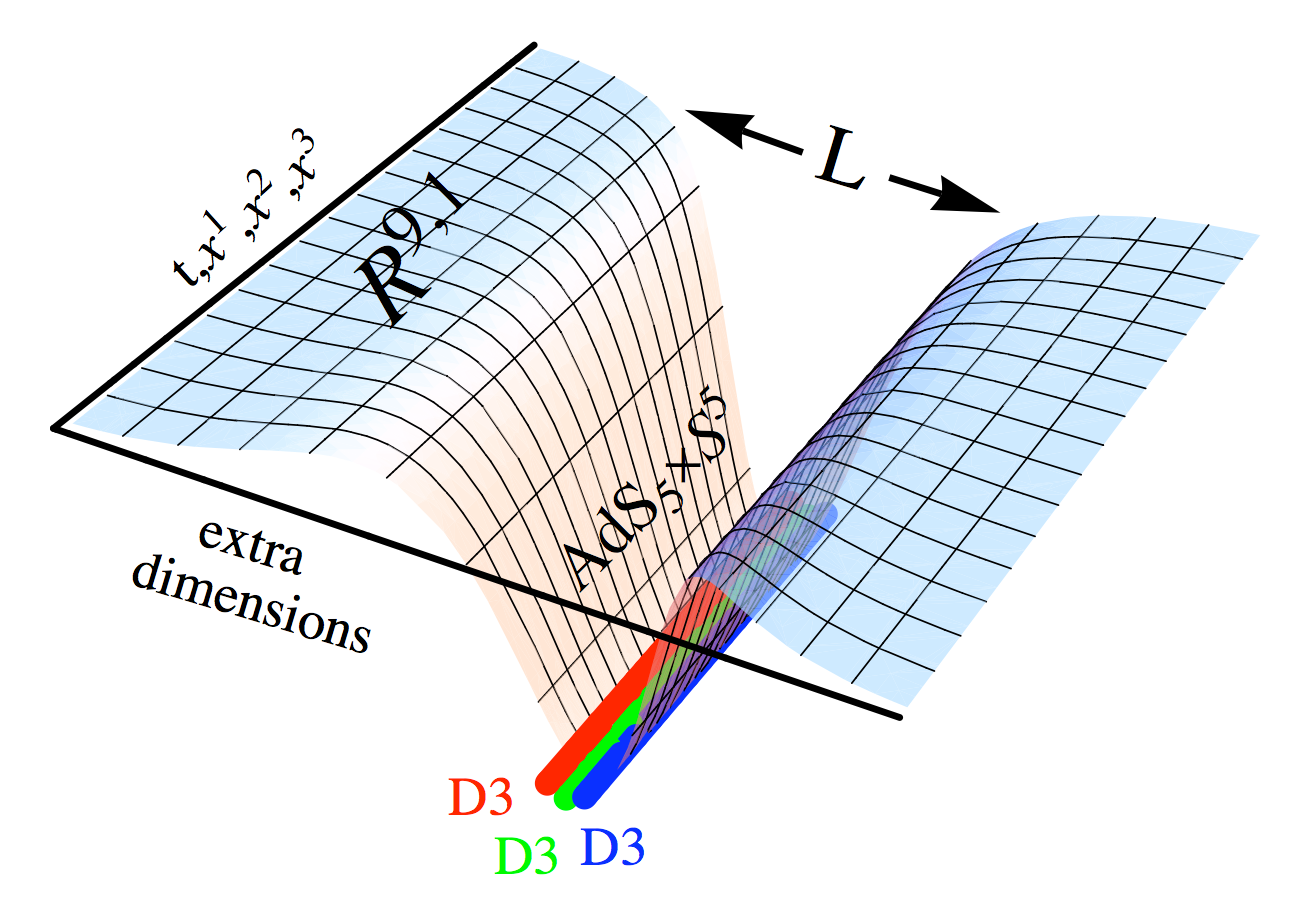 t,x¹,x²,x³
R⁹,¹
L
AdS₅×S⁵
extra
dimensions
D3
D3
D3